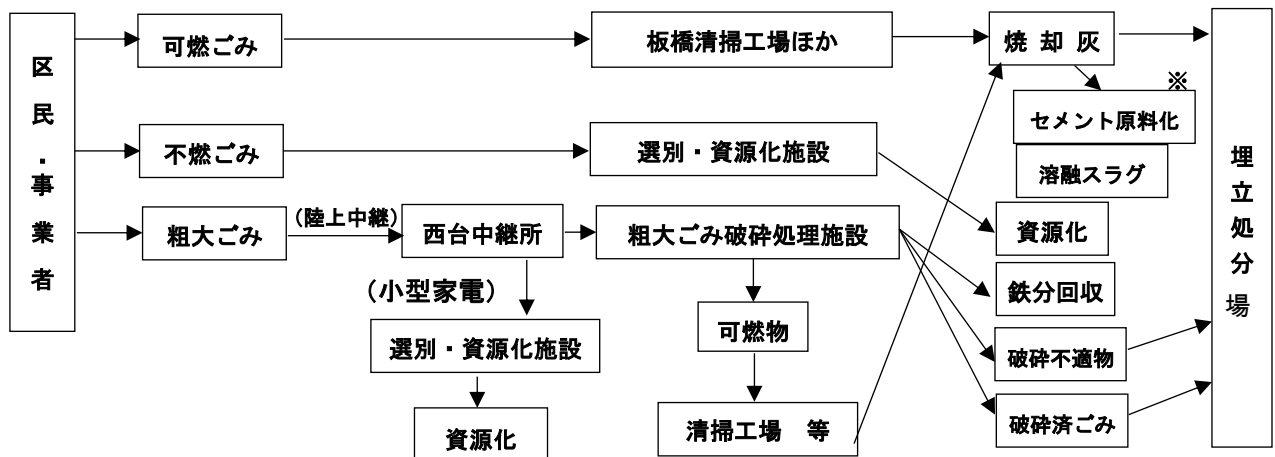 区民・事業者
可燃ごみ
板橋清掃工場ほか
焼 却 灰
※
セメント原料化
溶融スラグ
不燃ごみ
選別・資源化施設
資源化
粗大ごみ
（陸上中継）
西台中継所
粗大ごみ破砕処理施設
鉄分回収
（小型家電）
選別・資源化施設
資源化
可燃物
清掃工場　等
破砕不適物
破砕済ごみ
埋立処分場